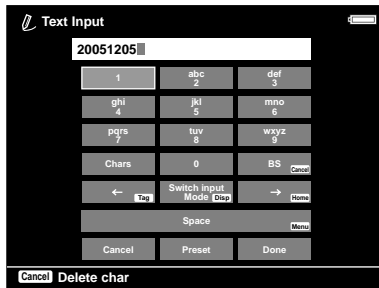 Text Input
20051205
1
abc
2
def
3
ghi
4
jkl
5
mno
6
pqrs
7
tuv
8
wxyz
9
Chars
0
BS
Cancel
←
Tag
Switch input
Mode Disp
→
Home
Space
Menu
Cancel
Preset
Done
Cancel Delete char